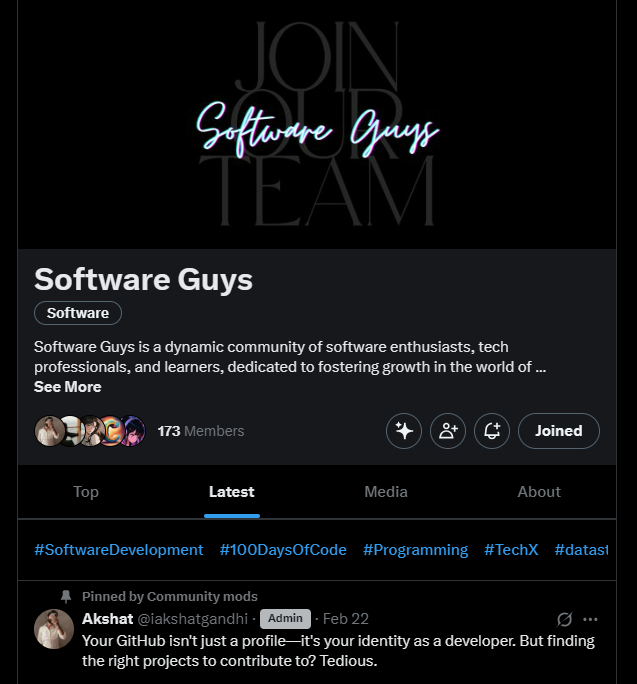 JOIN
OUR
Software Guys
TEAM
Software Guys
Software
Software Guys is a dynamic community of software enthusiasts, tech
professionals, and learners, dedicated to fostering growth in the world of ...
See More
173 Members
Joined
Top Latest Media About
#SoftwareDevelopment #100DaysOfCode #Programming #TechX #datast
Pinned by Community mods
Akshat @iakshatgandhi · Admin · Feb 22
Your GitHub isn't just a profile—it's your identity as a developer. But finding
the right projects to contribute to? Tedious.